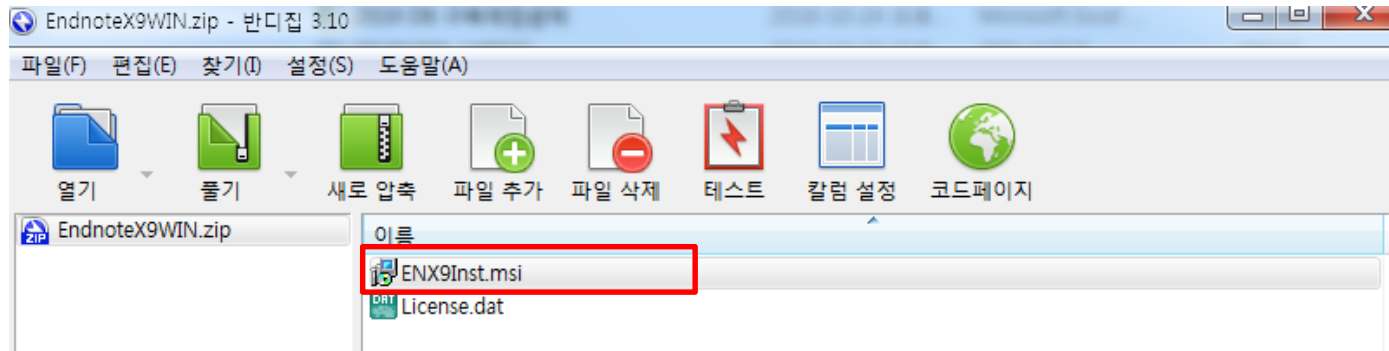 EndnoteX9WIN.zip - 반디집 3.10
파일(F) 편집(E) 찾기(I) 설정(S) 도움말(A)
열기 풀기 새로 압축 파일 추가 파일 삭제 테스트 칼럼 설정 코드페이지
ZIP EndnoteX9WIN.zip 이름
ENX9Inst.msi
DAT License.dat